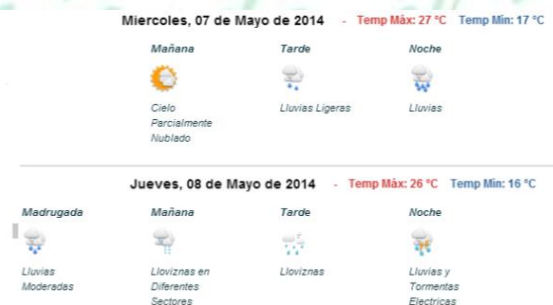 Miercoles, 07 de Mayo de 2014 - Temp Máx: 27 °C Temp Mín: 17 °C
Mañana Tarde Noche
Cielo Parcialmente Nublado
Lluvias Ligeras
Lluvias
Jueves, 08 de Mayo de 2014 - Temp Máx: 26 °C Temp Mín: 16 °C
Madrugada Mañana Tarde Noche
Lluvias Moderadas
Lloviznas en Diferentes Sectores
Lloviznas
Lluvias y Tormentas Electricas